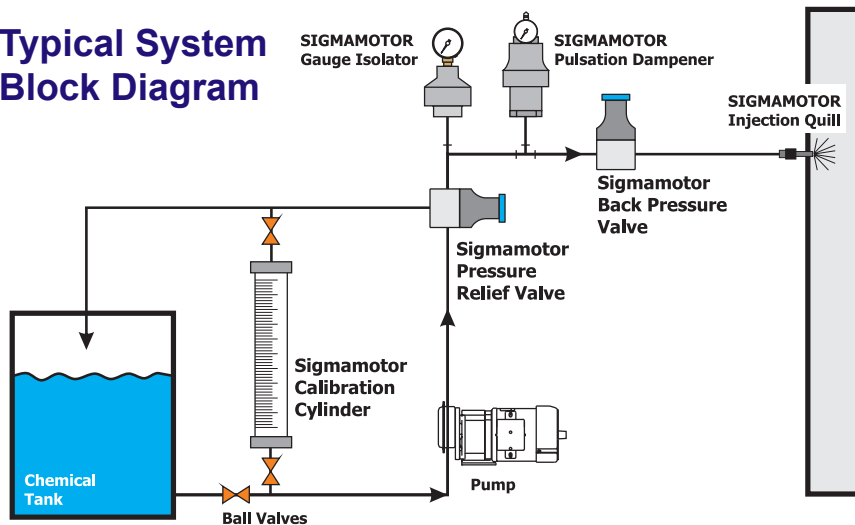 Typical System
Block Diagram
SIGMAMOTOR
Gauge Isolator
SIGMAMOTOR
Pulsation Dampener
SIGMAMOTOR
Injection Quill
Sigmamotor
Back Pressure
Valve
Sigmamotor
Pressure
Relief Valve
Sigmamotor
Calibration
Cylinder
Chemical
Tank
Pump
Ball Valves